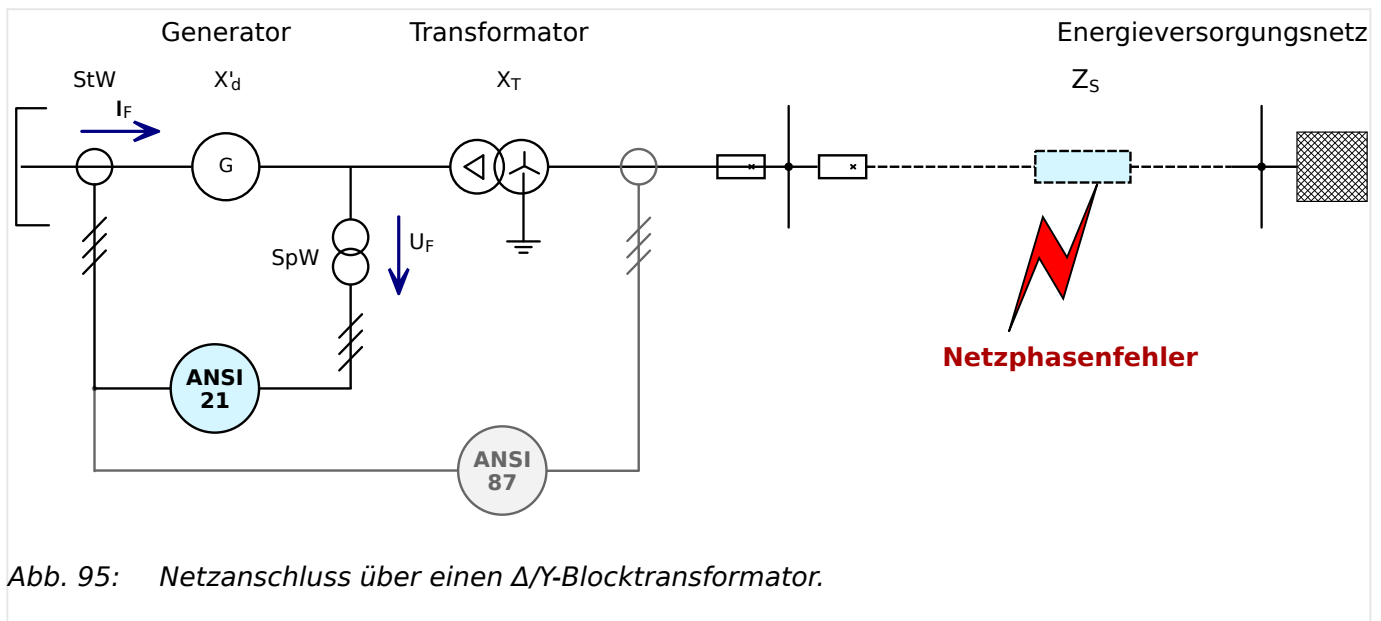 Generator
Transformator
Energieversorgungsnetz
StW
X'd
XT
ZS
IF
G
SpW
UF
ANSI
21
Netzphasenfehler
ANSI
87
Abb. 95: Netzanschluss über einen Δ/Y-Blocktransformator.